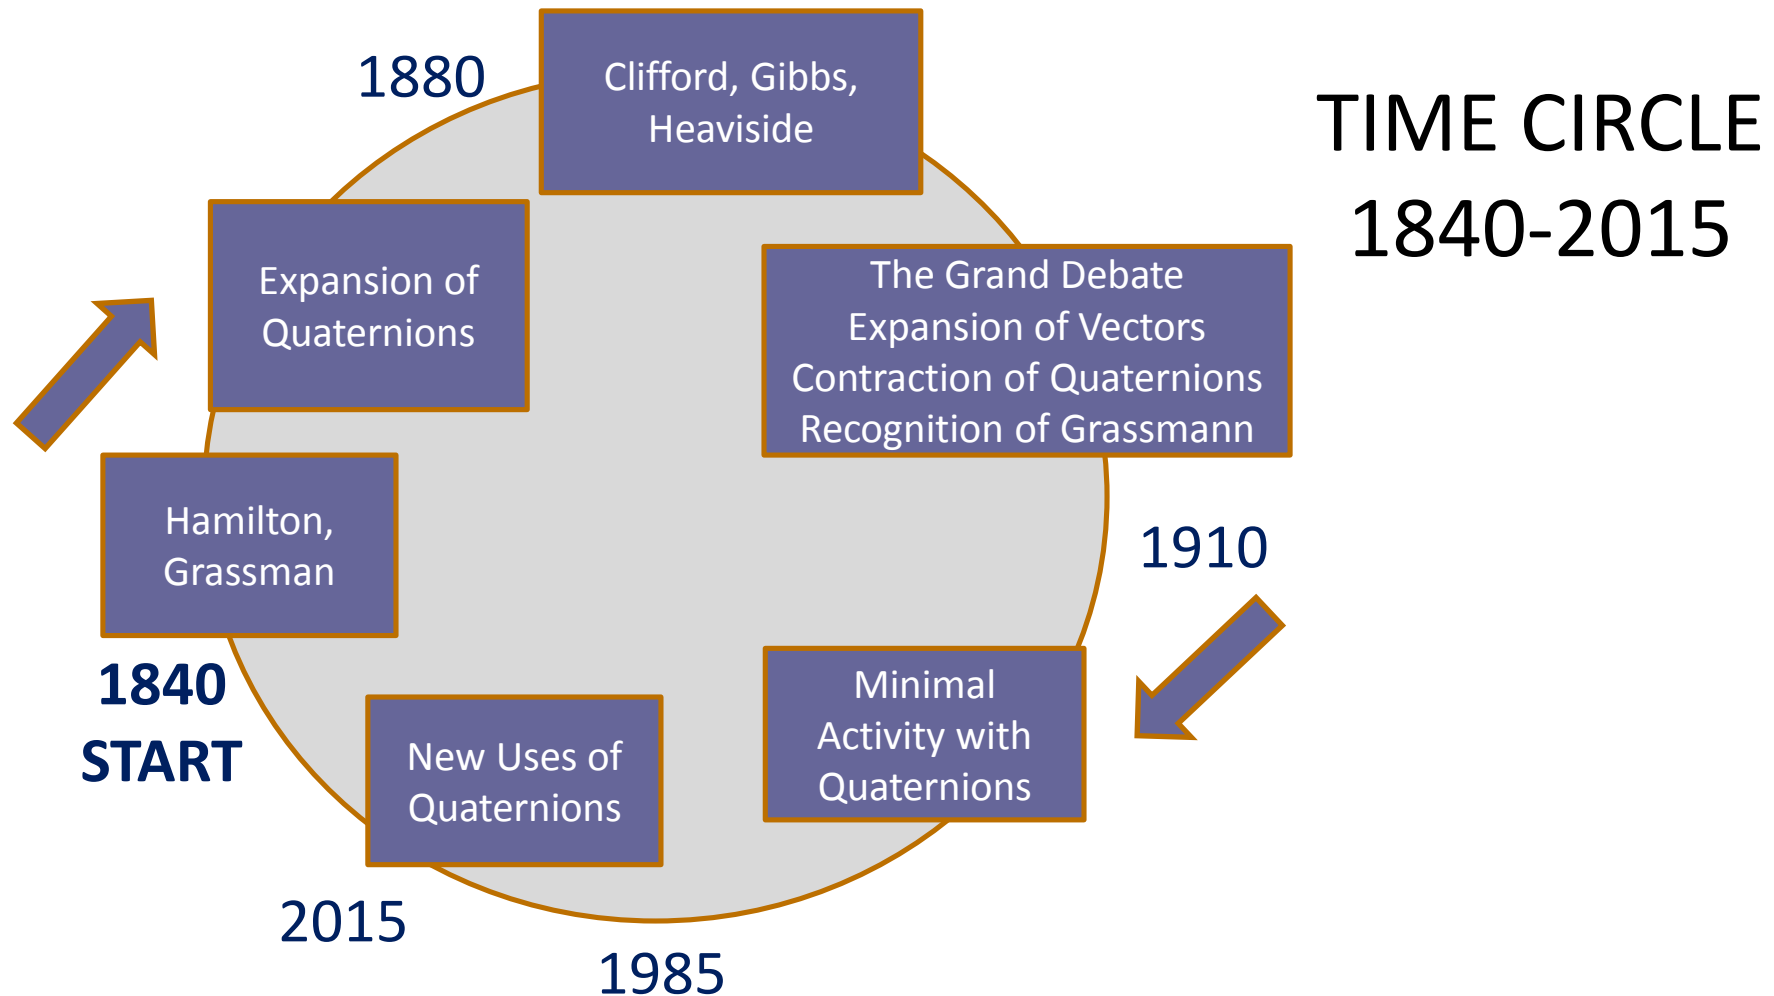 TIME CIRCLE
1840-2015
1880
Clifford, Gibbs,
Heaviside
Expansion of
Quaternions
The Grand Debate
Expansion of Vectors
Contraction of Quaternions
Recognition of Grassmann
Hamilton,
Grassman
1910
1840
START
Minimal
Activity with
Quaternions
New Uses of
Quaternions
2015
1985